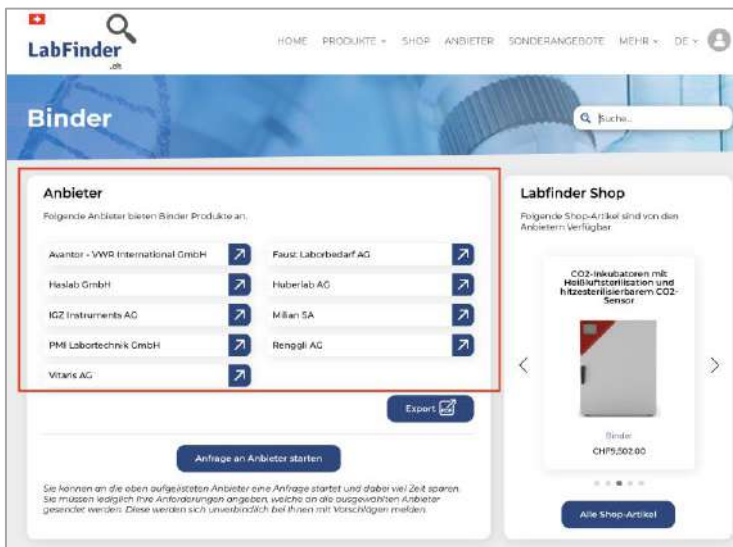 LabFinder
.ch
HOME PRODUKTE SHOP ANBIETER SONDERANGEBOTE MEHR DE
Binder
Suche...
Anbieter
Folgende Anbieter bieten Binder Produkte an.
Avantor - VWR International GmbH
Faust Laborbedarf AG
Haslab GmbH
Huberlab AG
IGZ Instruments AG
Milian SA
PMI Labortechnik GmbH
Renggli AG
Vitaris AG
Export
Anfrage an Anbieter starten
Sie können an die oben aufgelisteten Anbieter eine Anfrage startet und dabei viel Zeit sparen.
Sie müssen lediglich Ihre Anforderungen angeben, welche an die ausgewählten Anbieter
gesendet werden. Diese werden sich unverbindlich bei Ihnen mit Vorschlägen melden.
Labfinder Shop
Folgende Shop-Artikel sind von den
Anbietern Verfügbar
CO2-Inkubatoren mit
Heißluftsterilisation und
hitzesterilisierbarem CO2-
Sensor
Binder
CHF9,502.00
Alle Shop-Artikel